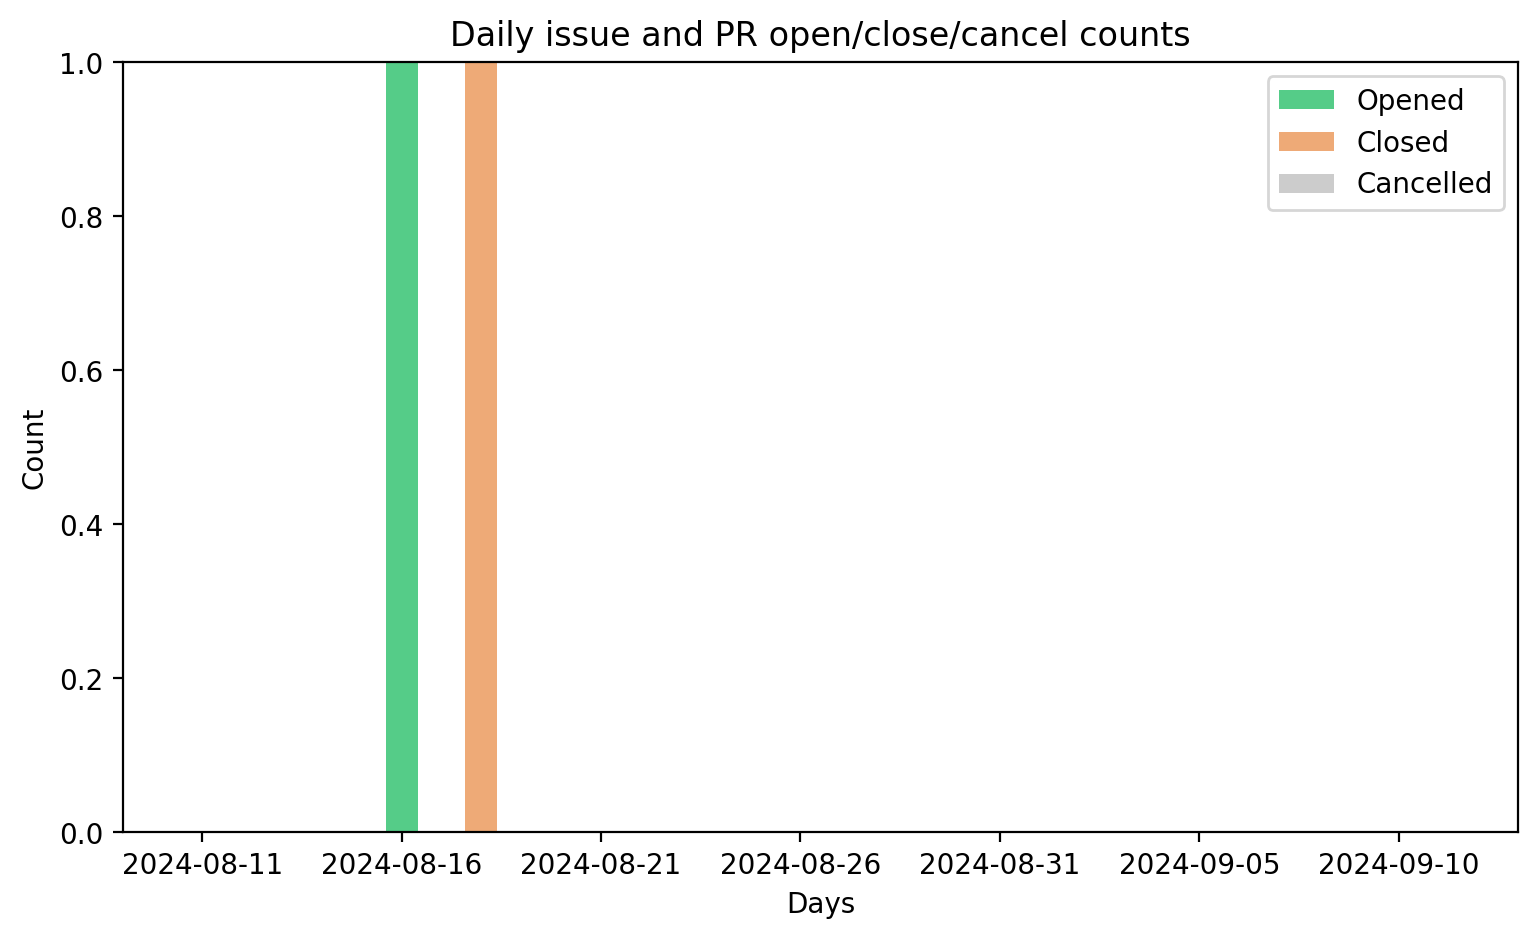 Daily issue and PR open/close/cancel counts
1.0
0.8
0.6
0.4
0.2
0.0
Count
Opened
Closed
Cancelled
2024-08-11
2024-08-16
2024-08-21
2024-08-26
2024-08-31
2024-09-05
2024-09-10
Days